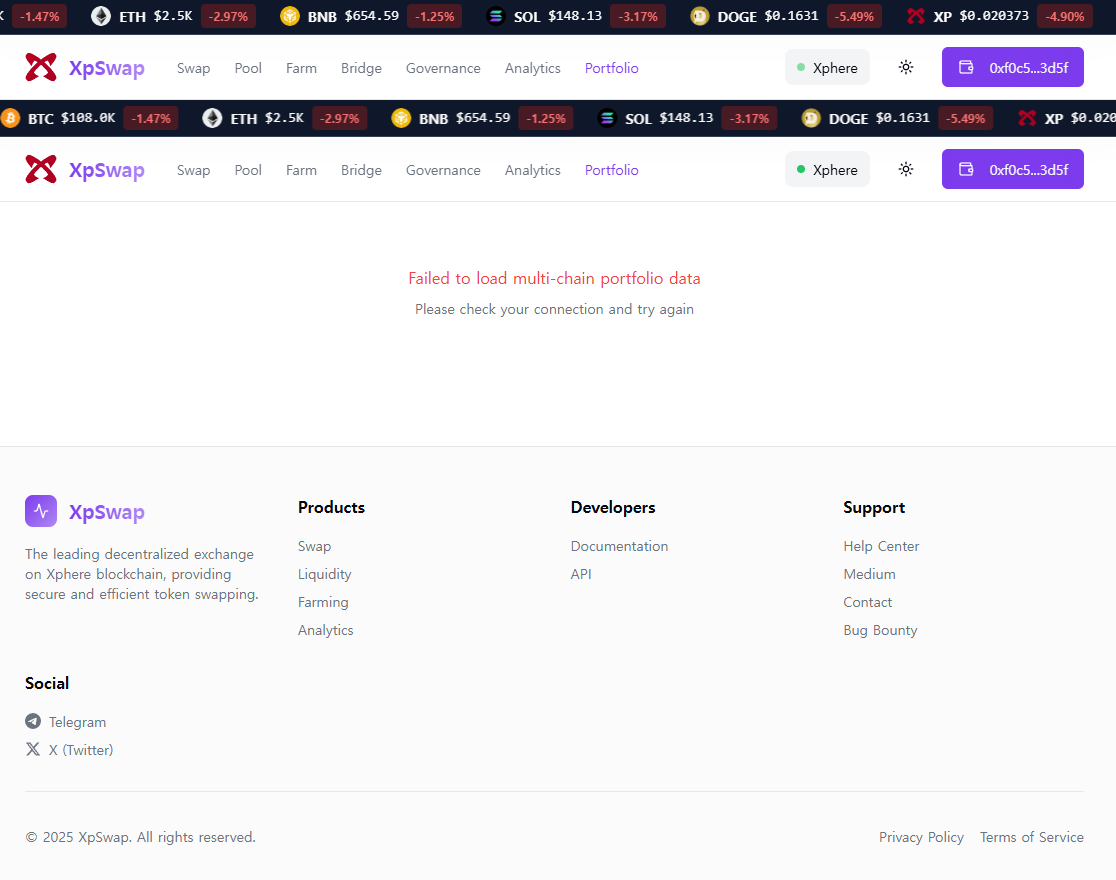 -1.47% ETH $2.5K -2.97% BNB $654.59 -1.25% SOL $148.13 -3.17% DOGE $0.1631 -5.49% XP $0.020373 -4.90%
XpSwap Swap Pool Farm Bridge Governance Analytics Portfolio Xphere 0xf0c5...3d5f
BTC $108.0K -1.47% ETH $2.5K -2.97% BNB $654.59 -1.25% SOL $148.13 -3.17% DOGE $0.1631 -5.49% XP $0.020
XpSwap Swap Pool Farm Bridge Governance Analytics Portfolio Xphere 0xf0c5...3d5f
Failed to load multi-chain portfolio data
Please check your connection and try again
XpSwap
The leading decentralized exchange
on Xphere blockchain, providing
secure and efficient token swapping.
Products
Swap
Liquidity
Farming
Analytics
Developers
Documentation
API
Support
Help Center
Medium
Contact
Bug Bounty
Social
Telegram
X (Twitter)
© 2025 XpSwap. All rights reserved.
Privacy Policy Terms of Service